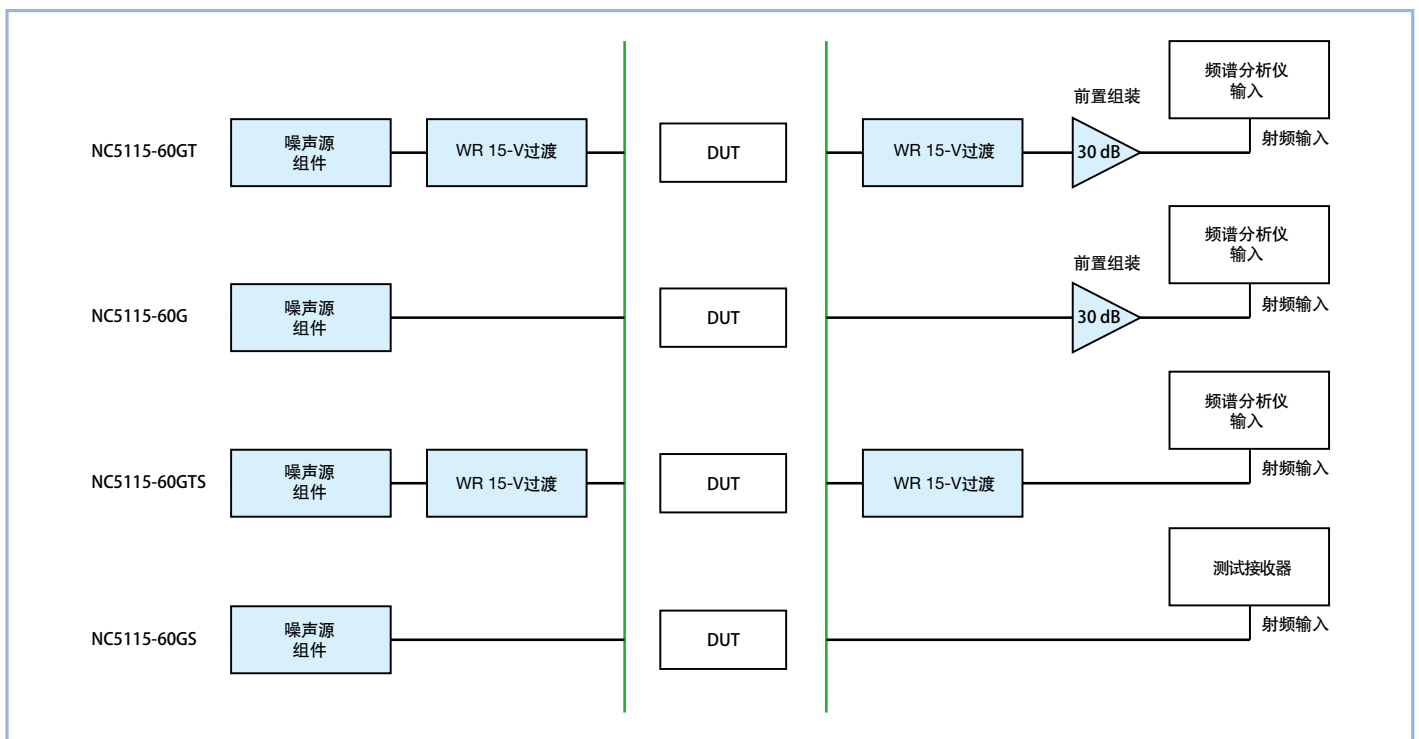 NC5115-60GT
噪声源
组件
WR 15-V过渡
DUT
WR 15-V过渡
前置组装
30 dB
频谱分析仪
输入
射频输入
NC5115-60G
噪声源
组件
DUT
前置组装
30 dB
频谱分析仪
输入
射频输入
NC5115-60GTS
噪声源
组件
WR 15-V过渡
DUT
WR 15-V过渡
频谱分析仪
输入
射频输入
NC5115-60GS
噪声源
组件
DUT
测试接收器
射频输入